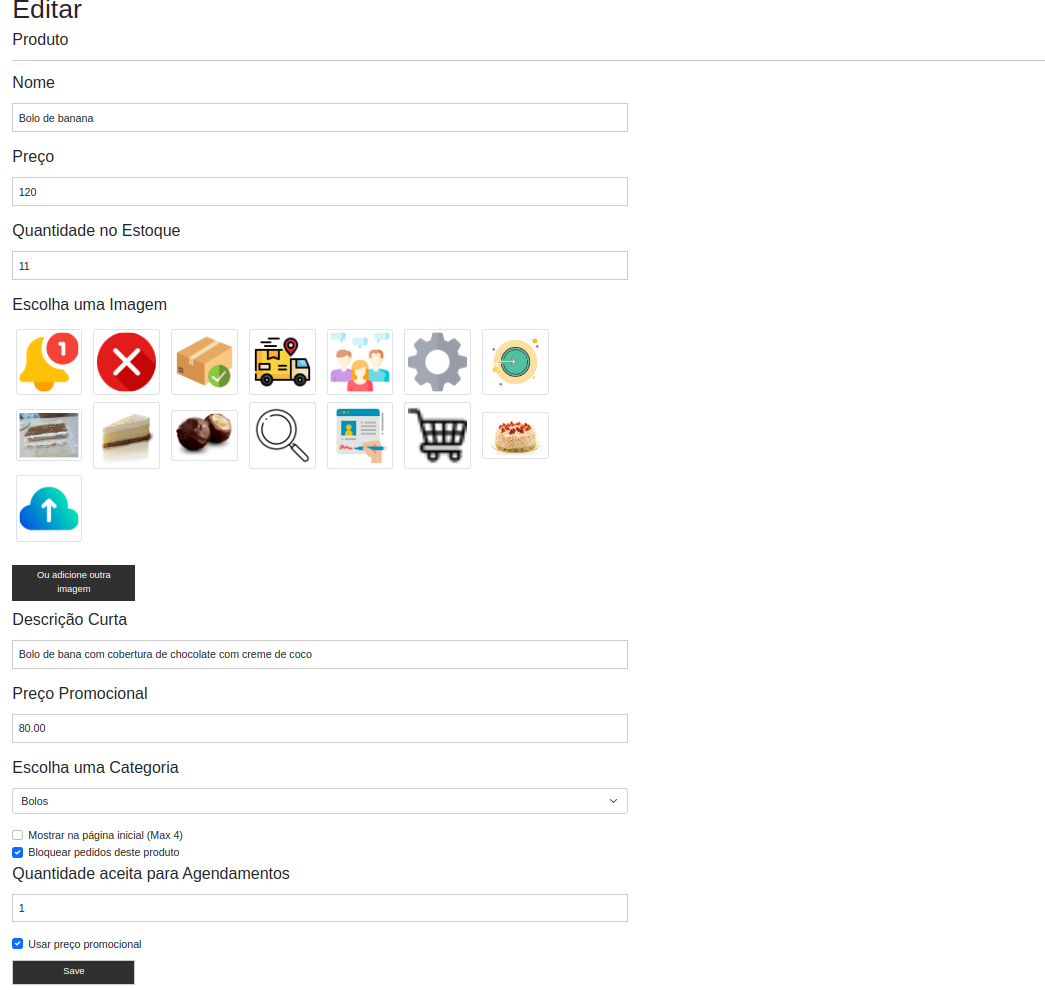 Editar
Produto
Nome
Bolo de banana
Preço
120
Quantidade no Estoque
11
Escolha uma Imagem
1
Ou adicione outra
imagem
Descrição Curta
Bolo de bana com cobertura de chocolate com creme de coco
Preço Promocional
80.00
Escolha uma Categoria
Bolos
Mostrar na página inicial (Max 4)
Bloquear pedidos deste produto
Quantidade aceita para Agendamentos
1
Usar preço promocional
Save